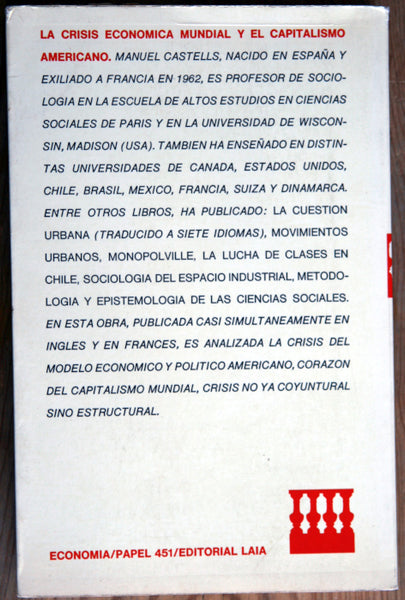 LA CRISIS ECONOMICA MUNDIAL Y EL CAPITALISMO
AMERICANO. MANUEL CASTELLS, NACIDO EN ESPAÑA Y
EXILIADO A FRANCIA EN 1962, ES PROFESOR DE SOCIO-
LOGIA EN LA ESCUELA DE ALTOS ESTUDIOS EN CIENCIAS
SOCIALES DE PARIS Y EN LA UNIVERSIDAD DE WISCON-
SIN, MADISON (USA). TAMBIEN HA ENSEÑADO EN DISTIN-
TAS UNIVERSIDADES DE CANADA, ESTADOS UNIDOS,
CHILE, BRASIL, MEXICO, FRANCIA, SUIZA Y DINAMARCA.
ENTRE OTROS LIBROS, HA PUBLICADO: LA CUESTION
URBANA (TRADUCIDO A SIETE IDIOMAS), MOVIMIENTOS
URBANOS, MONOPOLVILLE, LA LUCHA DE CLASES EN
CHILE, SOCIOLOGIA DEL ESPACIO INDUSTRIAL, METODO-
LOGIA Y EPISTEMOLOGIA DE LAS CIENCIAS SOCIALES.
EN ESTA OBRA, PUBLICADA CASI SIMULTANEAMENTE EN
INGLES Y EN FRANCES, ES ANALIZADA LA CRISIS DEL
MODELO ECONOMICO Y POLITICO AMERICANO, CORAZON
DEL CAPITALISMO MUNDIAL, CRISIS NO YA COYUNTURAL
SINO ESTRUCTURAL.
ECONOMIA/PAPEL 451/EDITORIAL LAIA